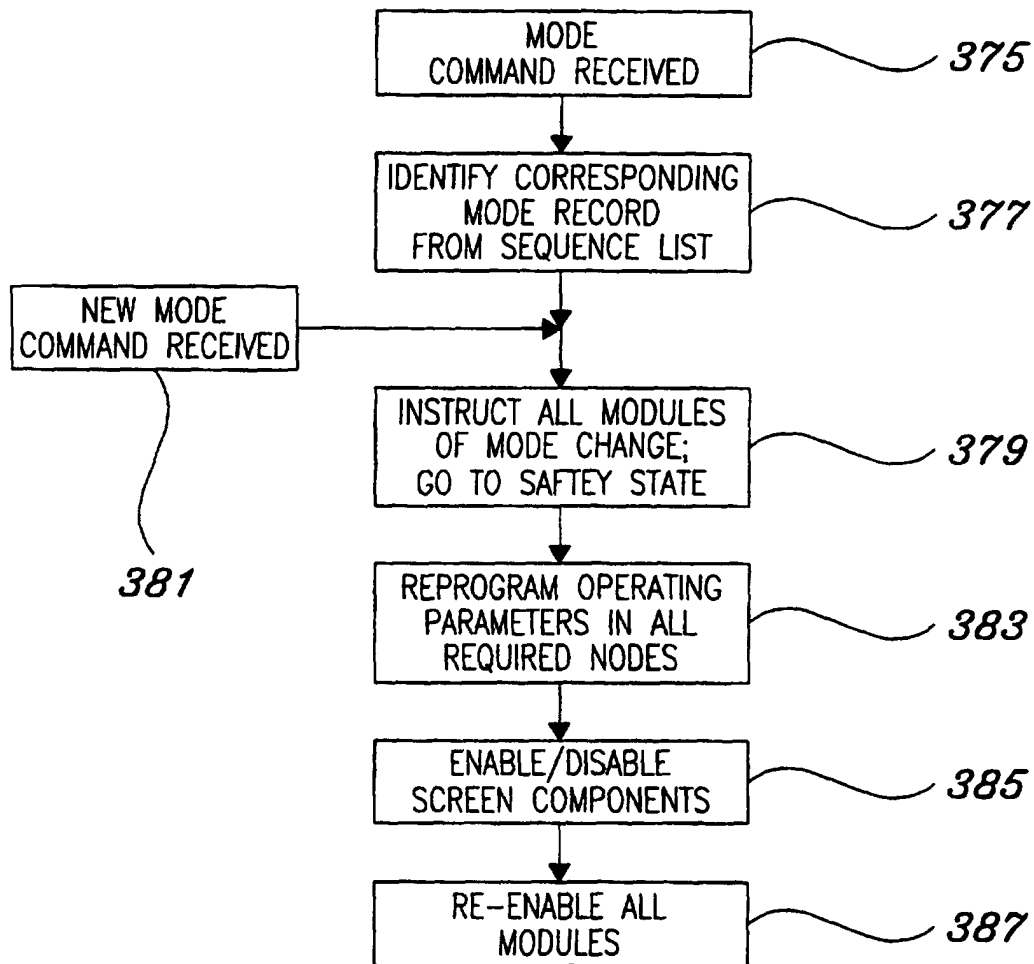 MODE
COMMAND RECEIVED
375
IDENTIFY CORRESPONDING
MODE RECORD
FROM SEQUENCE LIST
377
NEW MODE
COMMAND RECEIVED
381
INSTRUCT ALL MODULES
OF MODE CHANGE;
GO TO SAFTEY STATE
379
REPROGRAM OPERATING
PARAMETERS IN ALL
REQUIRED NODES
383
ENABLE/DISABLE
SCREEN COMPONENTS
385
RE-ENABLE ALL
MODULES
387